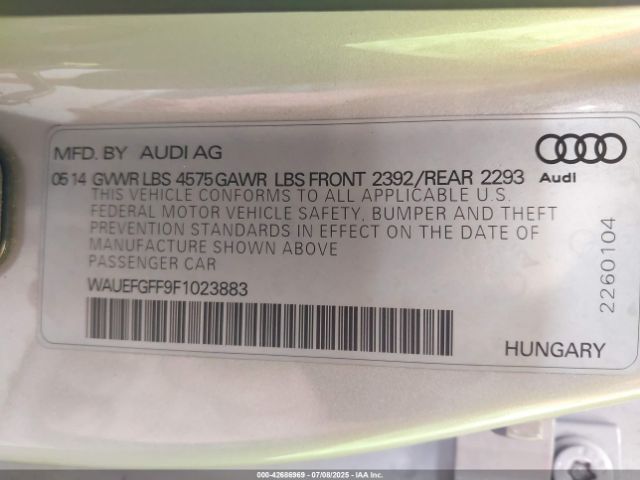 MFD. BY AUDI AG
Audi
05 14 GVWR LBS 4575 GAWR LBS FRONT 2392/REAR 2293
THIS VEHICLE CONFORMS TO ALL APPLICABLE U.S.
FEDERAL MOTOR VEHICLE SAFETY, BUMPER AND THEFT
PREVENTION STANDARDS IN EFFECT ON THE DATE OF
MANUFACTURE SHOWN ABOVE
PASSENGER CAR
WAUEFGFF9F1023883
2260104
HUNGARY
000-42686969 | 07/08/2025 - IAA Inc.